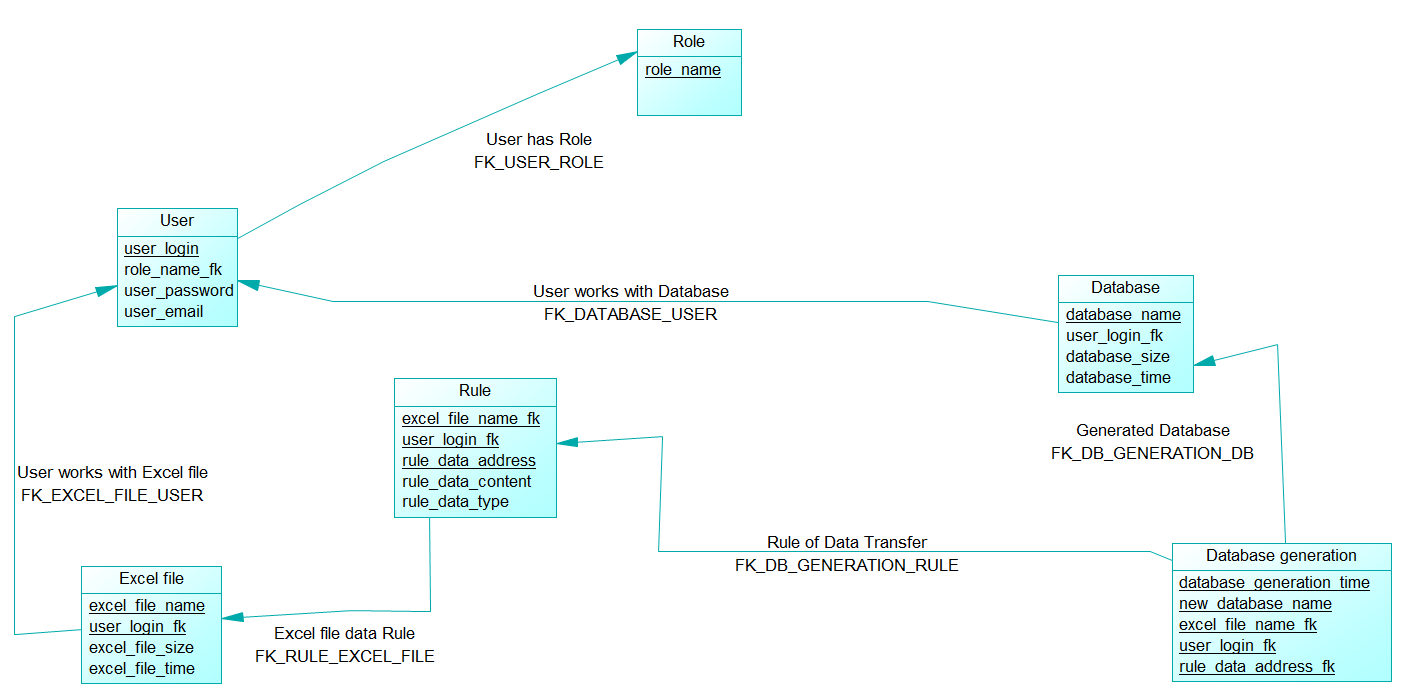 Role
role_name
User has Role
FK_USER_ROLE
User
user_login
role_name_fk
user_password
user_email
User works with Database
FK_DATABASE_USER
Database
database_name
user_login_fk
database_size
database_time
Rule
excel_file_name_fk
user_login_fk
rule_data_address
rule_data_content
rule_data_type
Generated Database
FK_DB_GENERATION_DB
User works with Excel file
FK_EXCEL_FILE_USER
Rule of Data Transfer
FK_DB_GENERATION_RULE
Database generation
database_generation_time
new_database_name
excel_file_name_fk
user_login_fk
rule_data_address_fk
Excel file
excel_file_name
user_login_fk
excel_file_size
excel_file_time
Excel file data Rule
FK_RULE_EXCEL_FILE